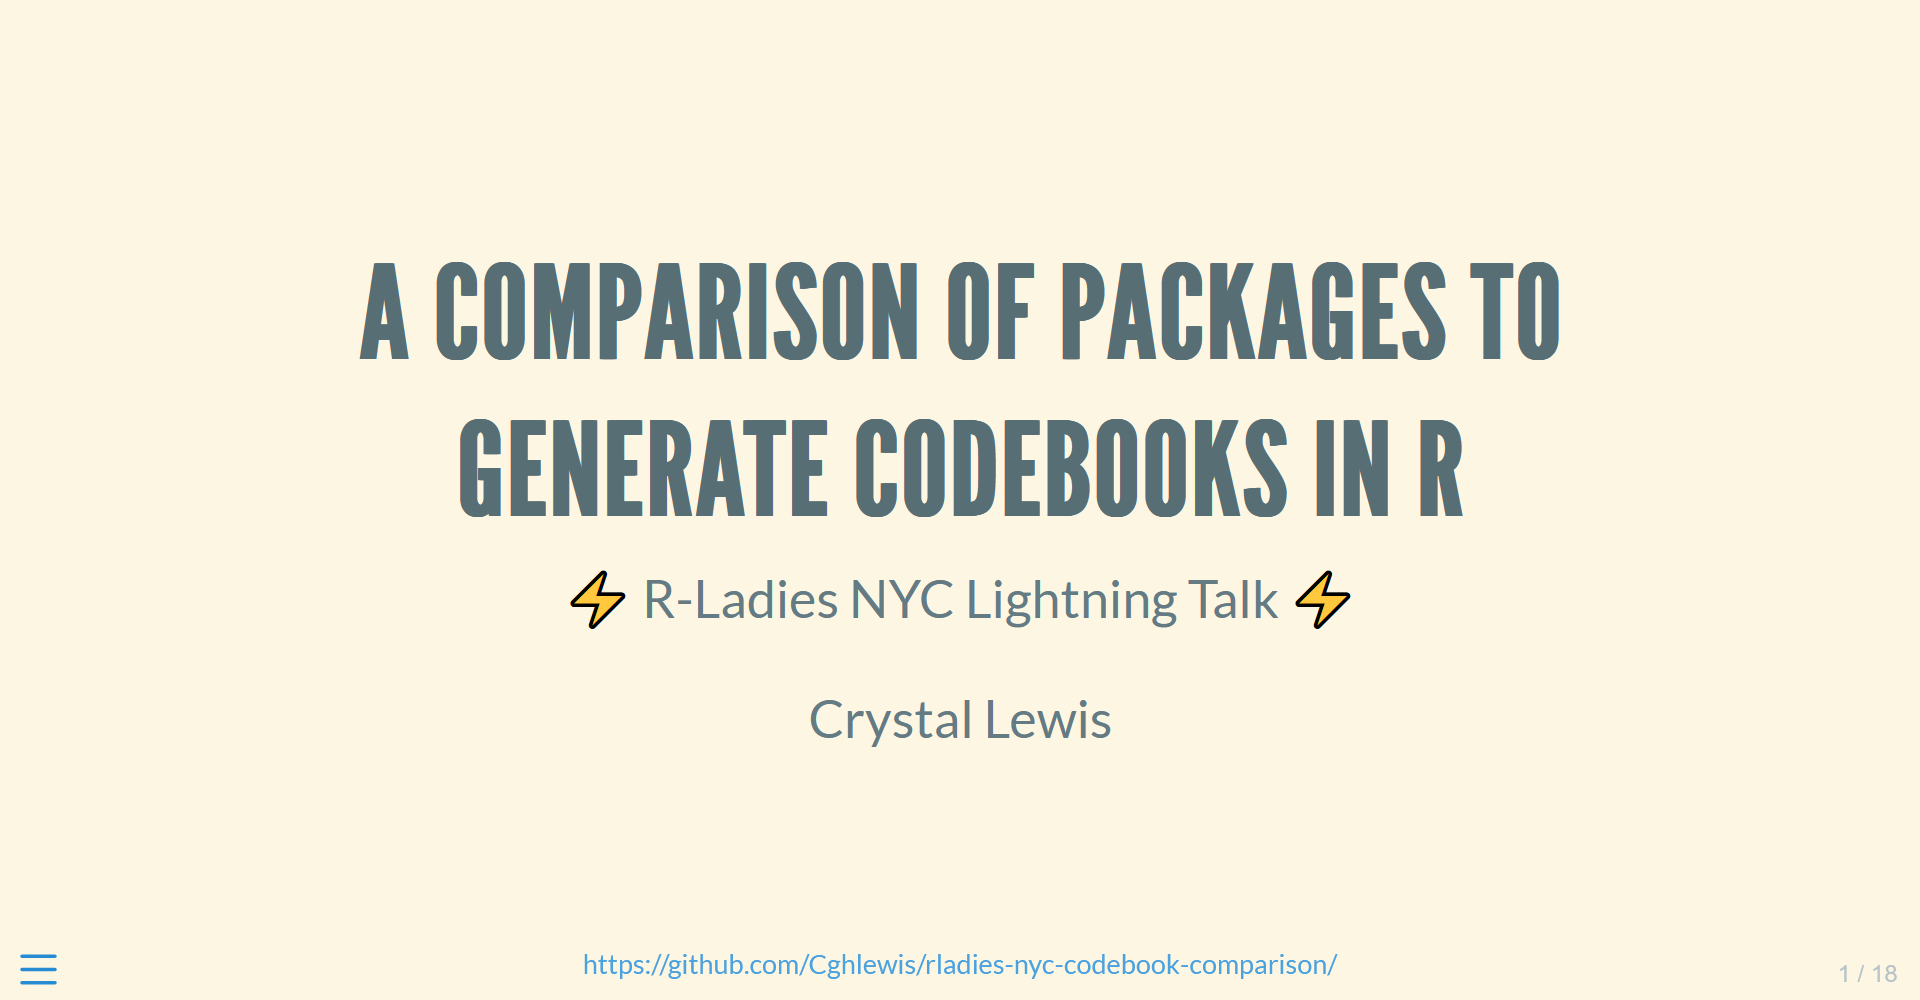 A COMPARISON OF PACKAGES TO
GENERATE CODEBOOKS IN R
⚡ R-Ladies NYC Lightning Talk ⚡
Crystal Lewis
https://github.com/Cghlewis/rladies-nyc-codebook-comparison/
1 / 18